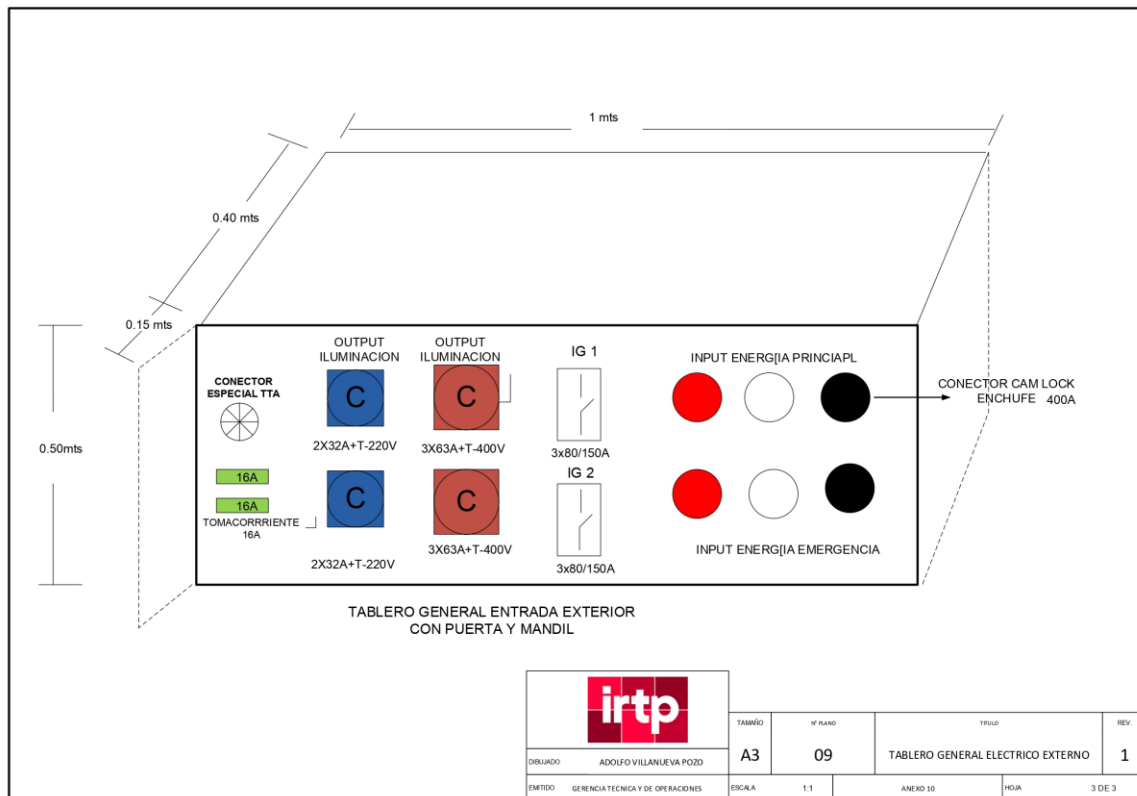 1 mts
0.40 mts
0.15 mts
0.50mts
CONECTOR
ESPECIAL TTA
16A
16A
TOMACORRRIENTE
16A
OUTPUT
ILUMINACION
C
2X32A+T-220V
C
2X32A+T-220V
OUTPUT
ILUMINACION
C
3X63A+T-400V
C
3X63A+T-400V
IG 1
3x80/150A
IG 2
3x80/150A
INPUT ENERG[IA PRINCIAPL
INPUT ENERG[IA EMERGENCIA
CONECTOR CAM LOCK
ENCHUFE 400A
TABLERO GENERAL ENTRADA EXTERIOR
CON PUERTA Y MANDIL
irtp
DIBUJADO ADOLFO VILLANUEVA POZO
EMITIDO GERENCIA TECNICA Y DE OPERACIONES
TAMAÑO Nº PLANO TITULO REV.
A3 09 TABLERO GENERAL ELECTRICO EXTERNO 1
ESCALA 1:1 ANEXO 10 HOJA 3 DE 3